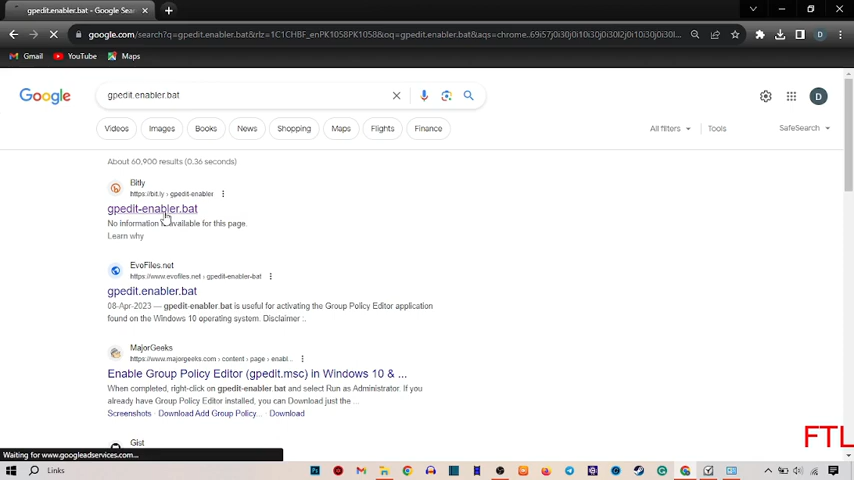 gpedit.enabler.bat - Google Sea
google.com/search?q=gpedit.enabler.bat&rlz=1C1CHBF_enPK1058PK1058&oq=gpedit.enabler.bat&aqs=chrome
Gmail
YouTube
Maps
Google
gpedit.enabler.bat
Videos
Images
Books
News
Shopping
Maps
Flights
Finance
All filters
Tools
SafeSearch
About 60,900 results (0.36 seconds)
Bitly
https://bit.ly › gpedit-enabler
gpedit-enabler.bat
No information is available for this page.
Learn why
EvoFiles.net
https://www.evofiles.net › gpedit-enabler-bat
gpedit.enabler.bat
08-Apr-2023 — gpedit-enabler.bat is useful for activating the Group Policy Editor application
found on the Windows 10 operating system. Disclaimer :.
MajorGeeks
https://www.majorgeeks.com › content › page › enabl...
Enable Group Policy Editor (gpedit.msc) in Windows 10 & ...
When completed, right-click on gpedit-enabler.bat and select Run as Administrator. If you
already have Group Policy Editor installed, you can Download just the ...
Screenshots · Download Add Group Policy... · Download
Gist
FTL
Waiting for www.googleadservices.com...
Links